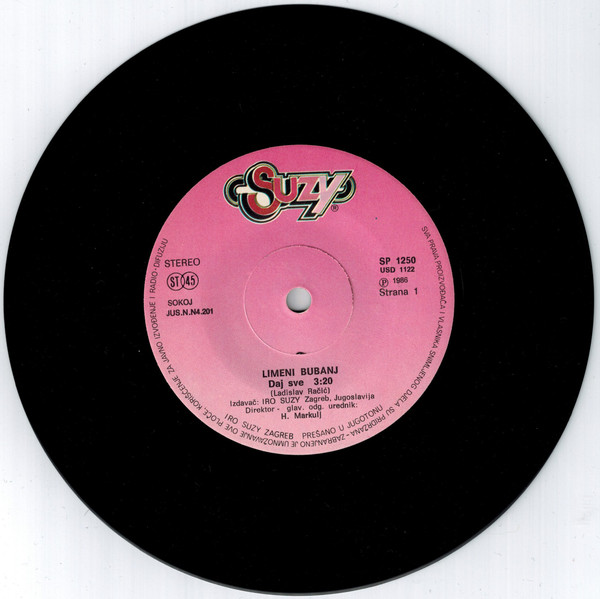 SUZY®
STEREO
ST 45
SOKOJ
JUS.N.N4.201
SP 1250
USD 1122
℗ 1986
Strana 1
LIMENI BUBANJ
Daj sve 3:20
(Ladislav Račić)
Izdavač: IRO SUZY Zagreb, Jugoslavija
Direktor - glav. odg. urednik:
H. Markulj
SVA PRAVA PROIZVOĐAČA I VLASNIKA SNIMLJENOG DJELA SU PRIDRŽANA - ZABRANJENO JE UMNOŽAVANJE OVE PLOČE, KORIŠĆENJE ZA JAVNO IZVOĐENJE I RADIO-DIFUZIJU
IRO SUZY ZAGREB PREŠANO U JUGOTONU